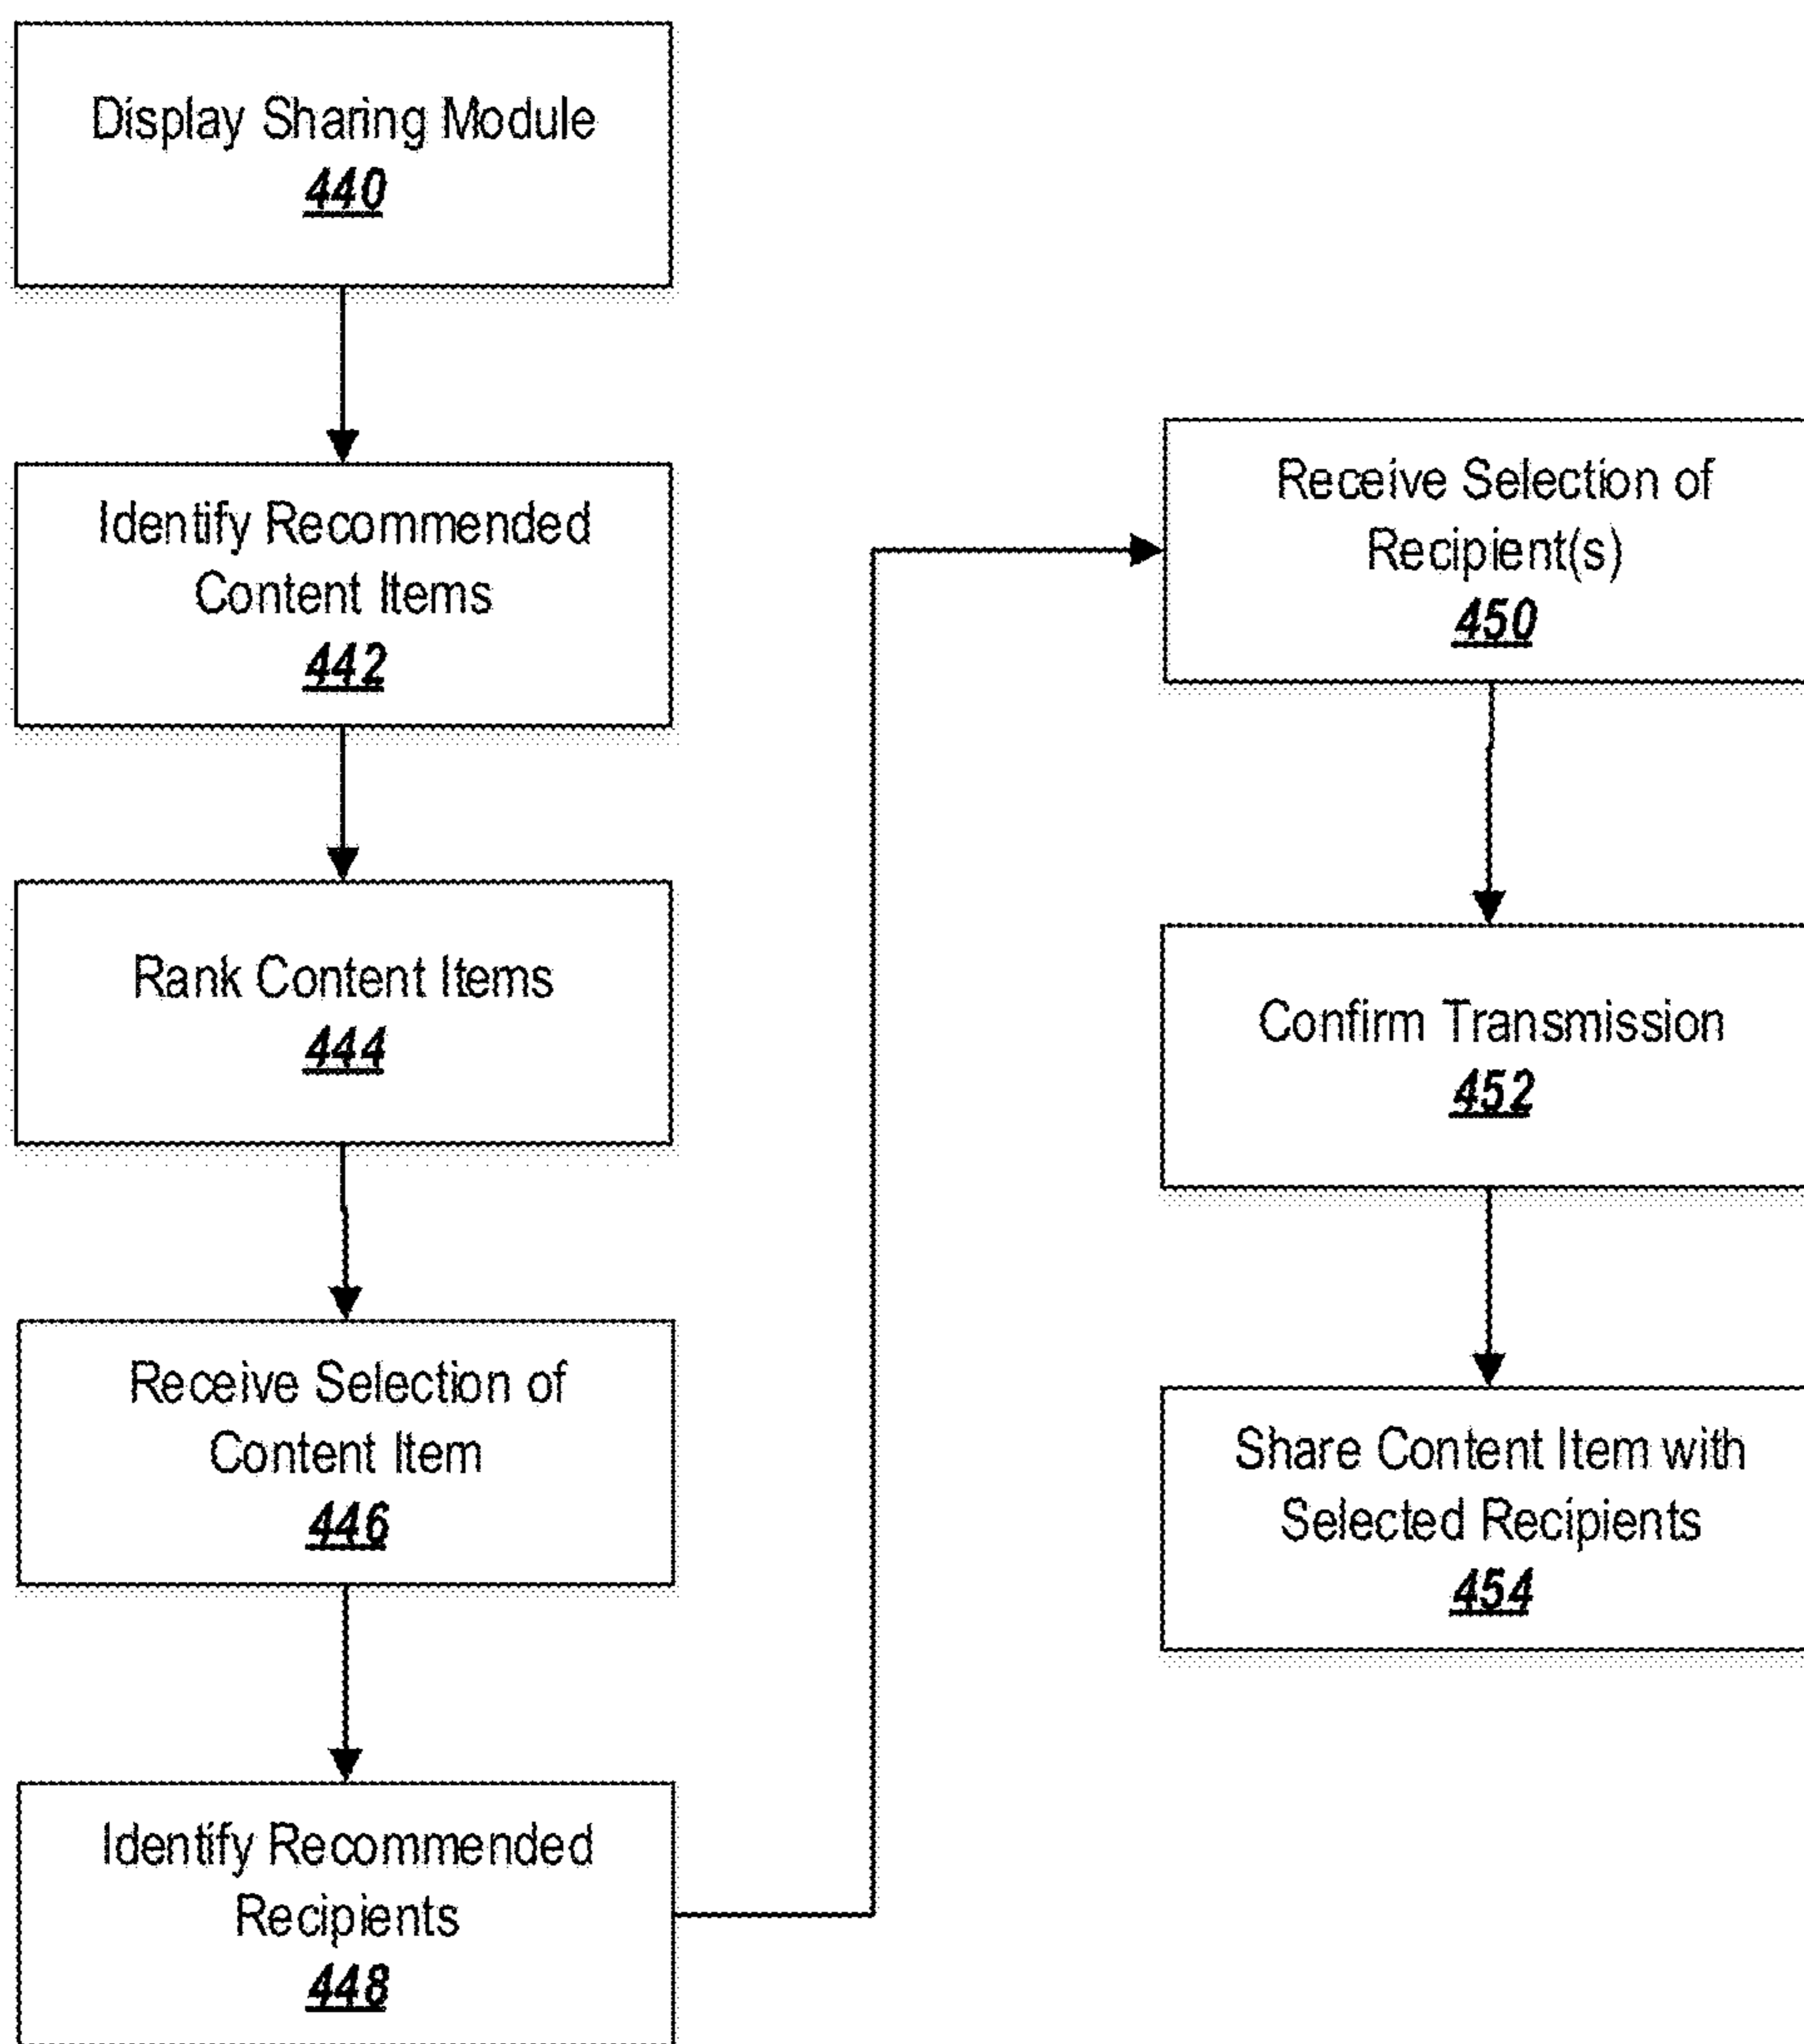 Display Sharing Module
440
Identify Recommended
Content Items
442
Rank Content Items
444
Receive Selection of
Content Item
446
Identify Recommended
Recipients
448
Receive Selection of
Recipient(s)
450
Confirm Transmission
452
Share Content Item with
Selected Recipients
454